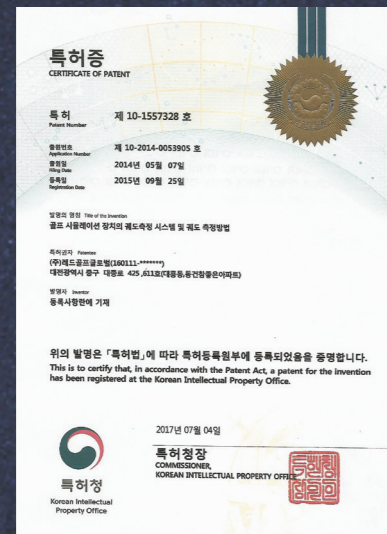 특허증
CERTIFICATE OF PATENT
특허 제 10-1557328 호
Patent Number
출원번호 제 10-2014-0053905 호
Application Number
출원일 2014년 05월 07일
Filing Date
등록일 2015년 09월 25일
Registration Date
발명의 명칭 Title of the Invention
골프 시뮬레이션 장치의 궤도측정 시스템 및 궤도 측정방법
특허권자 Patentee
(주)레드골프글로벌(160111-*******)
대전광역시 중구 대종로 425 ,611호(대흥동,동건참좋은아파트)
발명자 Inventor
등록사항란에 기재
위의 발명은 「특허법」에 따라 특허등록원부에 등록되었음을 증명합니다.
This is to certify that, in accordance with the Patent Act, a patent for the invention
has been registered at the Korean Intellectual Property Office.
2017년 07월 04일
특허청장
COMMISSIONER,
KOREAN INTELLECTUAL PROPERTY OFFICE
특허청
Korean Intellectual
Property Office